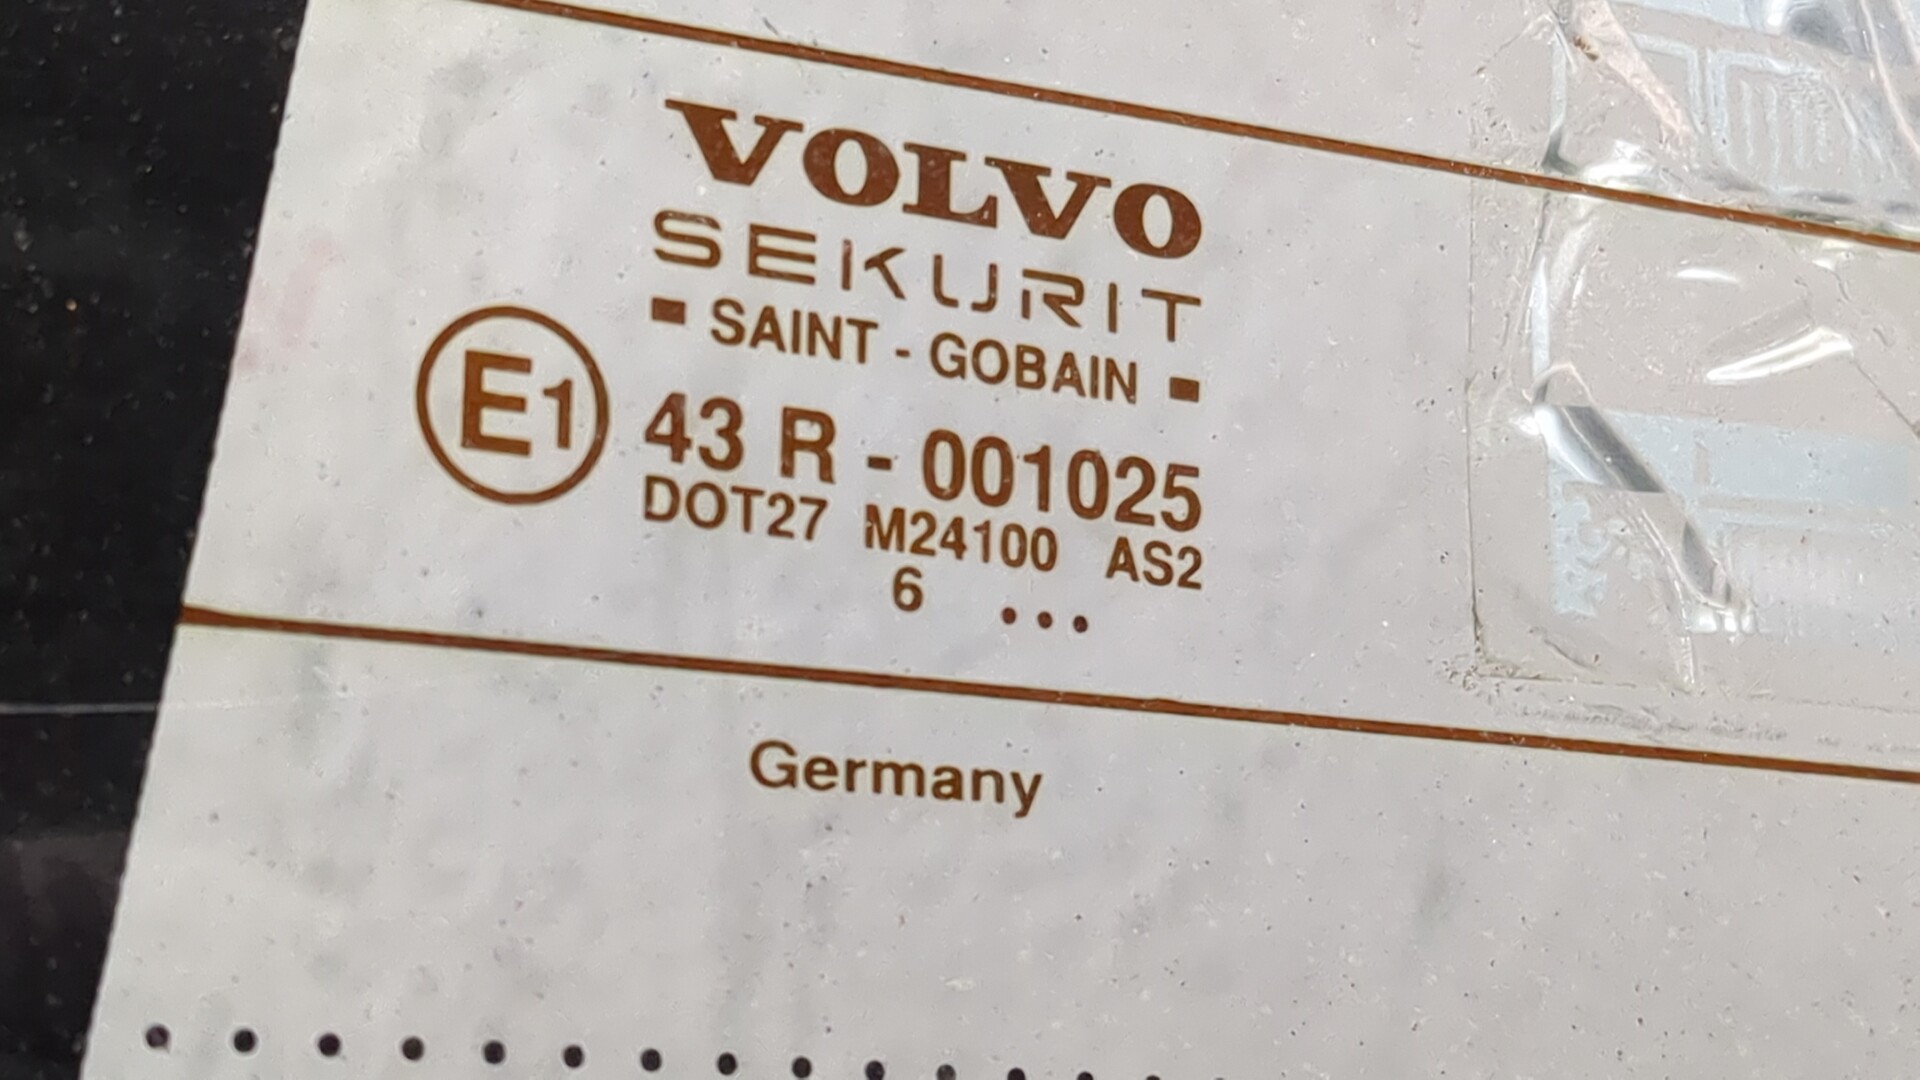 VOLVO
SEKURIT
SAINT - GOBAIN
E1
43 R - 001025
DOT27 M24100 AS2
6 ...
Germany